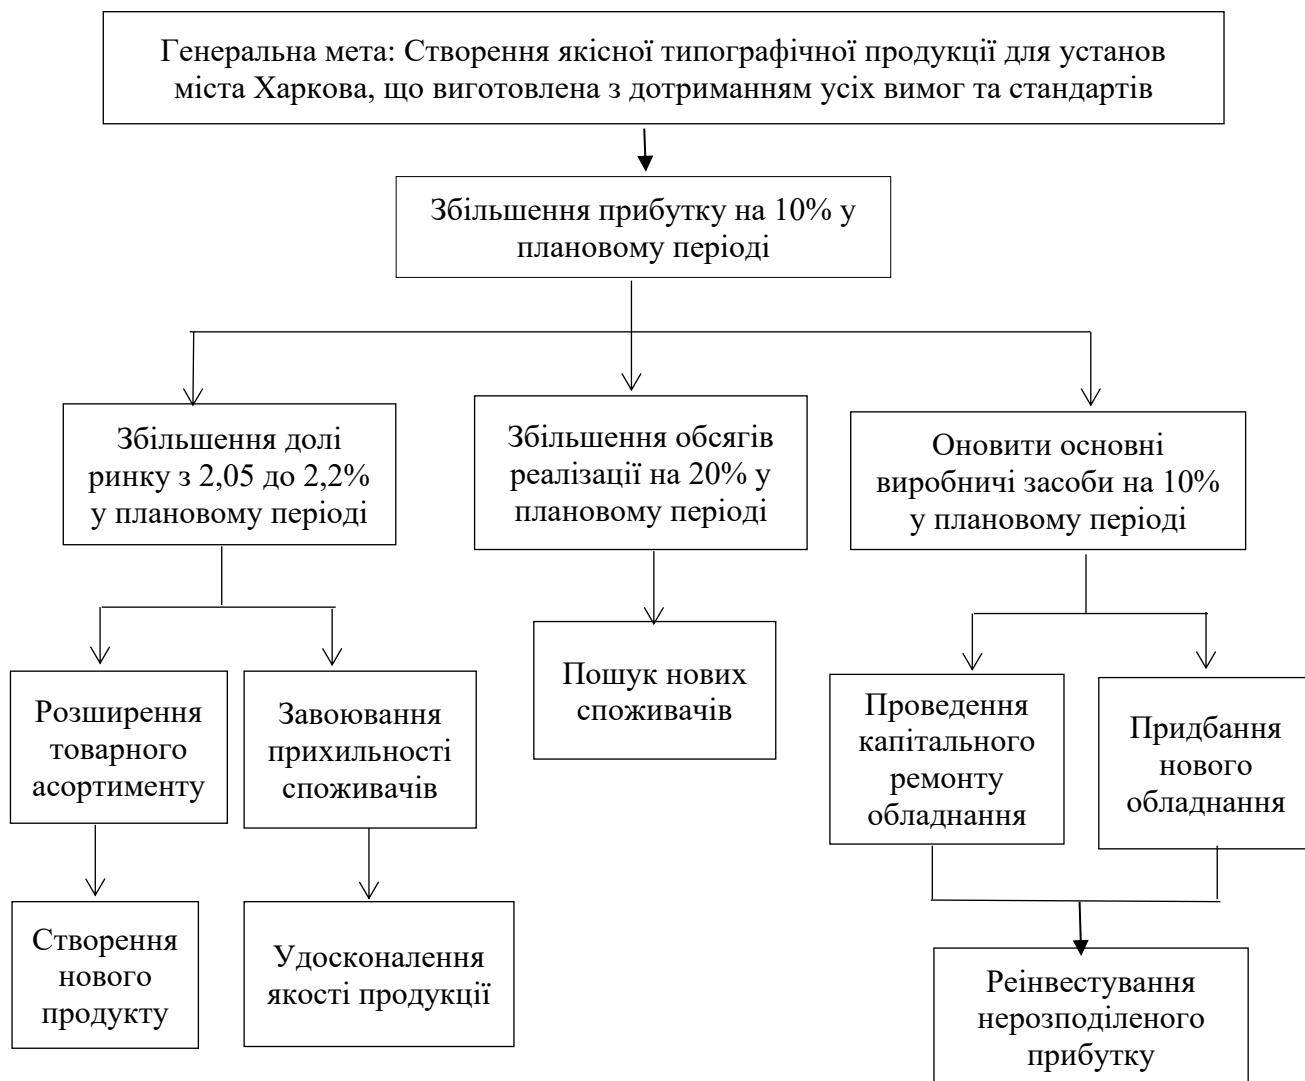 Генеральна мета: Створення якісної типографічної продукції для установ
міста Харкова, що виготовлена з дотриманням усіх вимог та стандартів
Збільшення прибутку на 10% у
плановому періоді
Збільшення долі
ринку з 2,05 до 2,2%
у плановому періоді
Збільшення обсягів
реалізації на 20% у
плановому періоді
Оновити основні
виробничі засоби на 10%
у плановому періоді
Розширення
товарного
асортименту
Завоювання
прихильності
споживачів
Пошук нових
споживачів
Проведення
капітального
ремонту
обладнання
Придбання
нового
обладнання
Створення
нового
продукту
Удосконалення
якості продукції
Реінвестування
нерозподіленого
прибутку